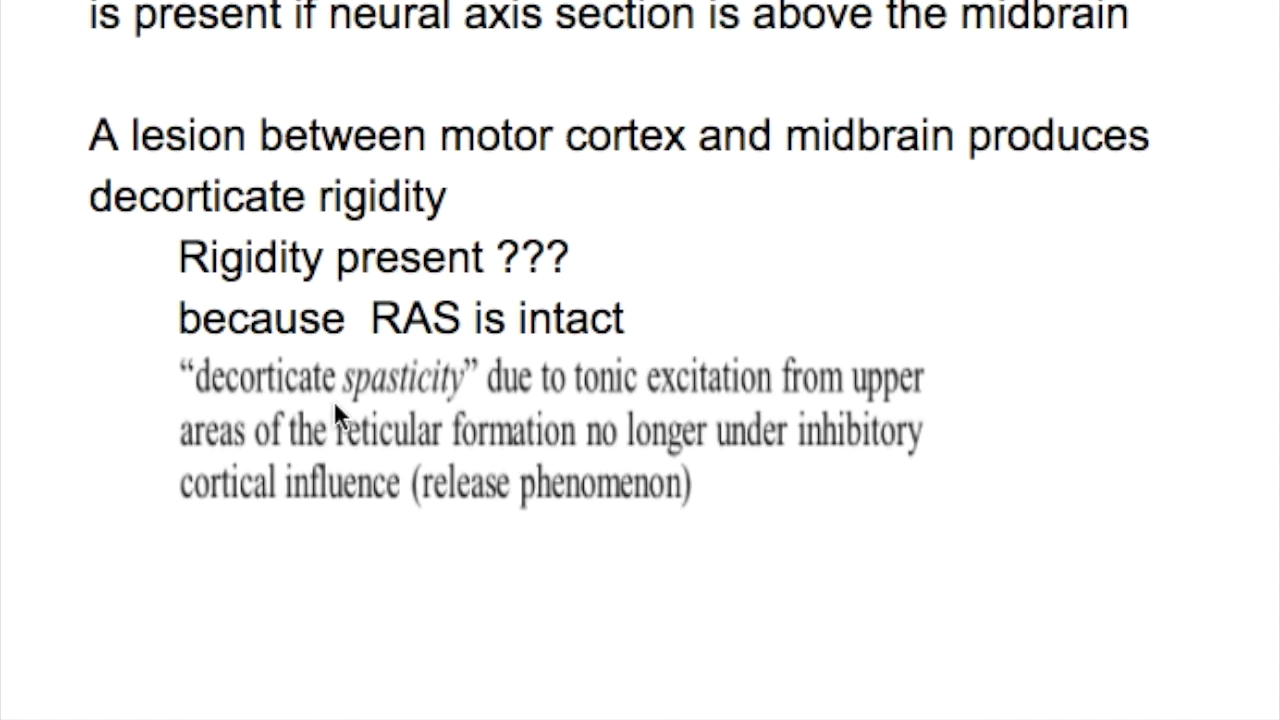 is present if neural axis section is above the midbrain
A lesion between motor cortex and midbrain produces
decorticate rigidity
Rigidity present ???
because  RAS is intact
“decorticate spasticity” due to tonic excitation from upper
areas of the reticular formation no longer under inhibitory
cortical influence (release phenomenon)